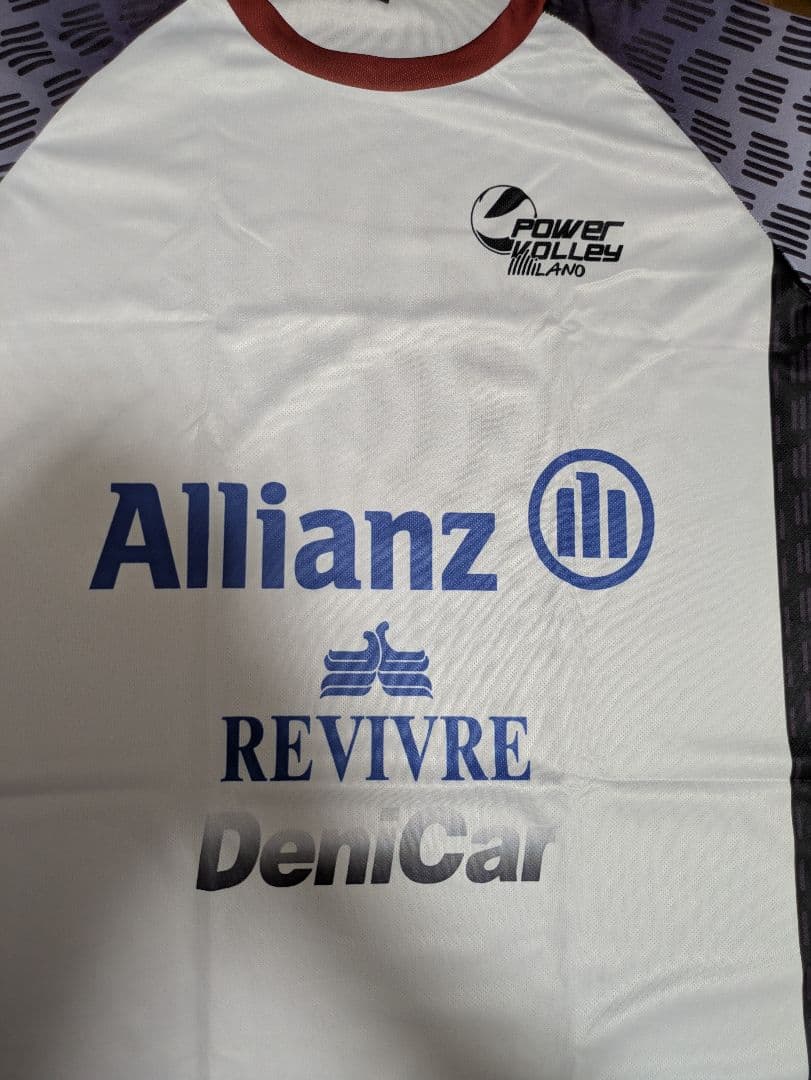 POWER
VOLLEY
MILANO
Allianz
REVIVRE
DeniCar